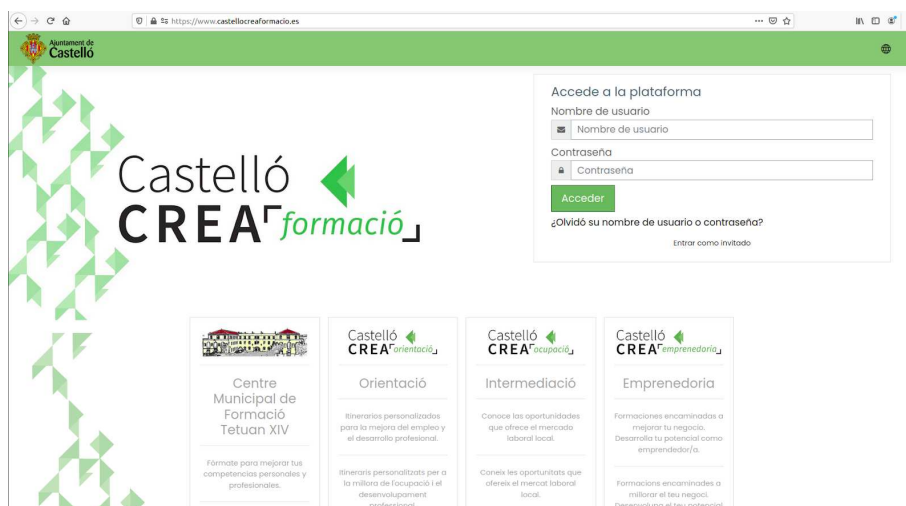 https://www.castellocreaformacio.es
Ajuntament de
Castelló
Accede a la plataforma
Nombre de usuario
Nombre de usuario
Contraseña
Contraseña
Acceder
¿Olvidó su nombre de usuario o contraseña?
Entrar como invitado
Castelló
CREA formació
Centre
Municipal de
Formació
Tetuan XIV
Fórmate para mejorar tus
competencias personales y
profesionales.
Castelló
CREA orientació
Orientació
Itinerarios personalizados
para la mejora del empleo y
el desarrollo profesional.
Itineraris personalitzats per a
la millora de l'ocupació i el
desenvolupament
professional.
Castelló
CREA ocupació
Intermediació
Conoce las oportunidades
que ofrece el mercado
laboral local.
Coneix les oportunitats que
ofereix el mercat laboral
local.
Castelló
CREA emprenedoria
Emprenedoria
Formaciones encaminadas a
mejorar tu negocio.
Desarrolla tu potencial como
emprendedor/a.
Formacions encaminades a
millorar el teu negoci.
Desenvolupa el teu potencial